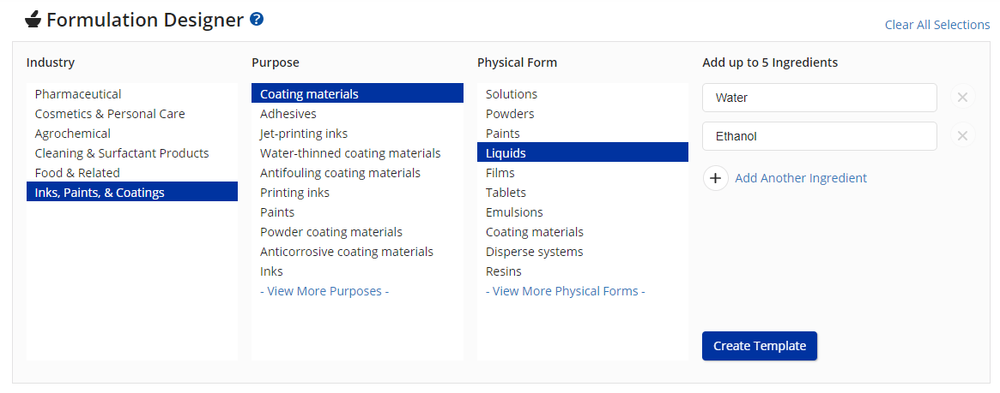 Formulation Designer ?
Clear All Selections
Industry
Pharmaceutical
Cosmetics & Personal Care
Agrochemical
Cleaning & Surfactant Products
Food & Related
Inks, Paints, & Coatings
Purpose
Coating materials
Adhesives
Jet-printing inks
Water-thinned coating materials
Antifouling coating materials
Printing inks
Paints
Powder coating materials
Anticorrosive coating materials
Inks
- View More Purposes -
Physical Form
Solutions
Powders
Paints
Liquids
Films
Tablets
Emulsions
Coating materials
Disperse systems
Resins
- View More Physical Forms -
Add up to 5 Ingredients
Water
Ethanol
Add Another Ingredient
Create Template